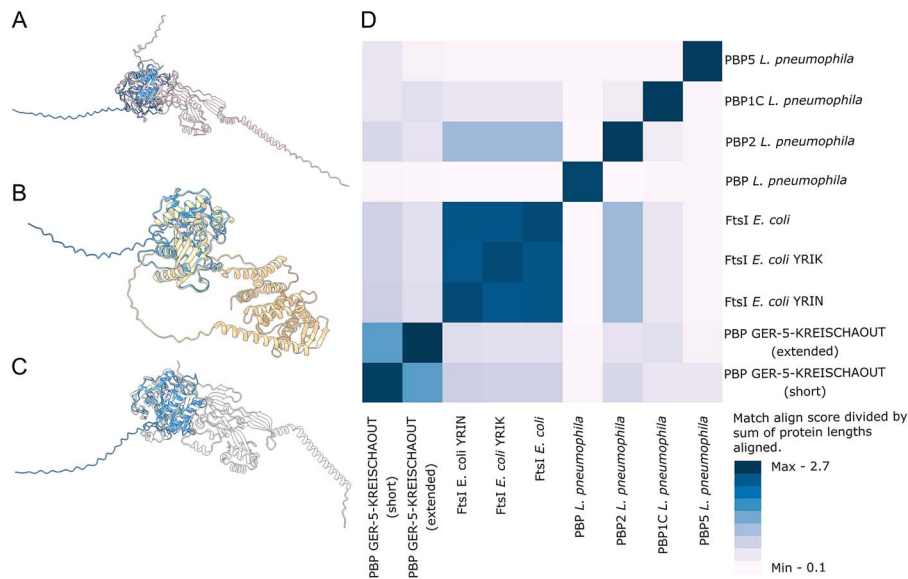 A
B
C
D
PBP5 L. pneumophila
PBP1C L. pneumophila
PBP2 L. pneumophila
PBP L. pneumophila
FtsI E. coli
FtsI E. coli YRIK
FtsI E. coli YRIN
PBP GER-5-KREISCHAOUT
(extended)
PBP GER-5-KREISCHAOUT
(short)
PBP GER-5-KREISCHAOUT
(short)
PBP GER-5-KREISCHAOUT
(extended)
FtsI E. coli YRIN
FtsI E. coli YRIK
FtsI E. coli
PBP L. pneumophila
PBP2 L. pneumophila
PBP1C L. pneumophila
PBP5 L. pneumophila
Match align score divided by
sum of protein lengths
aligned.
Max - 2.7
Min - 0.1